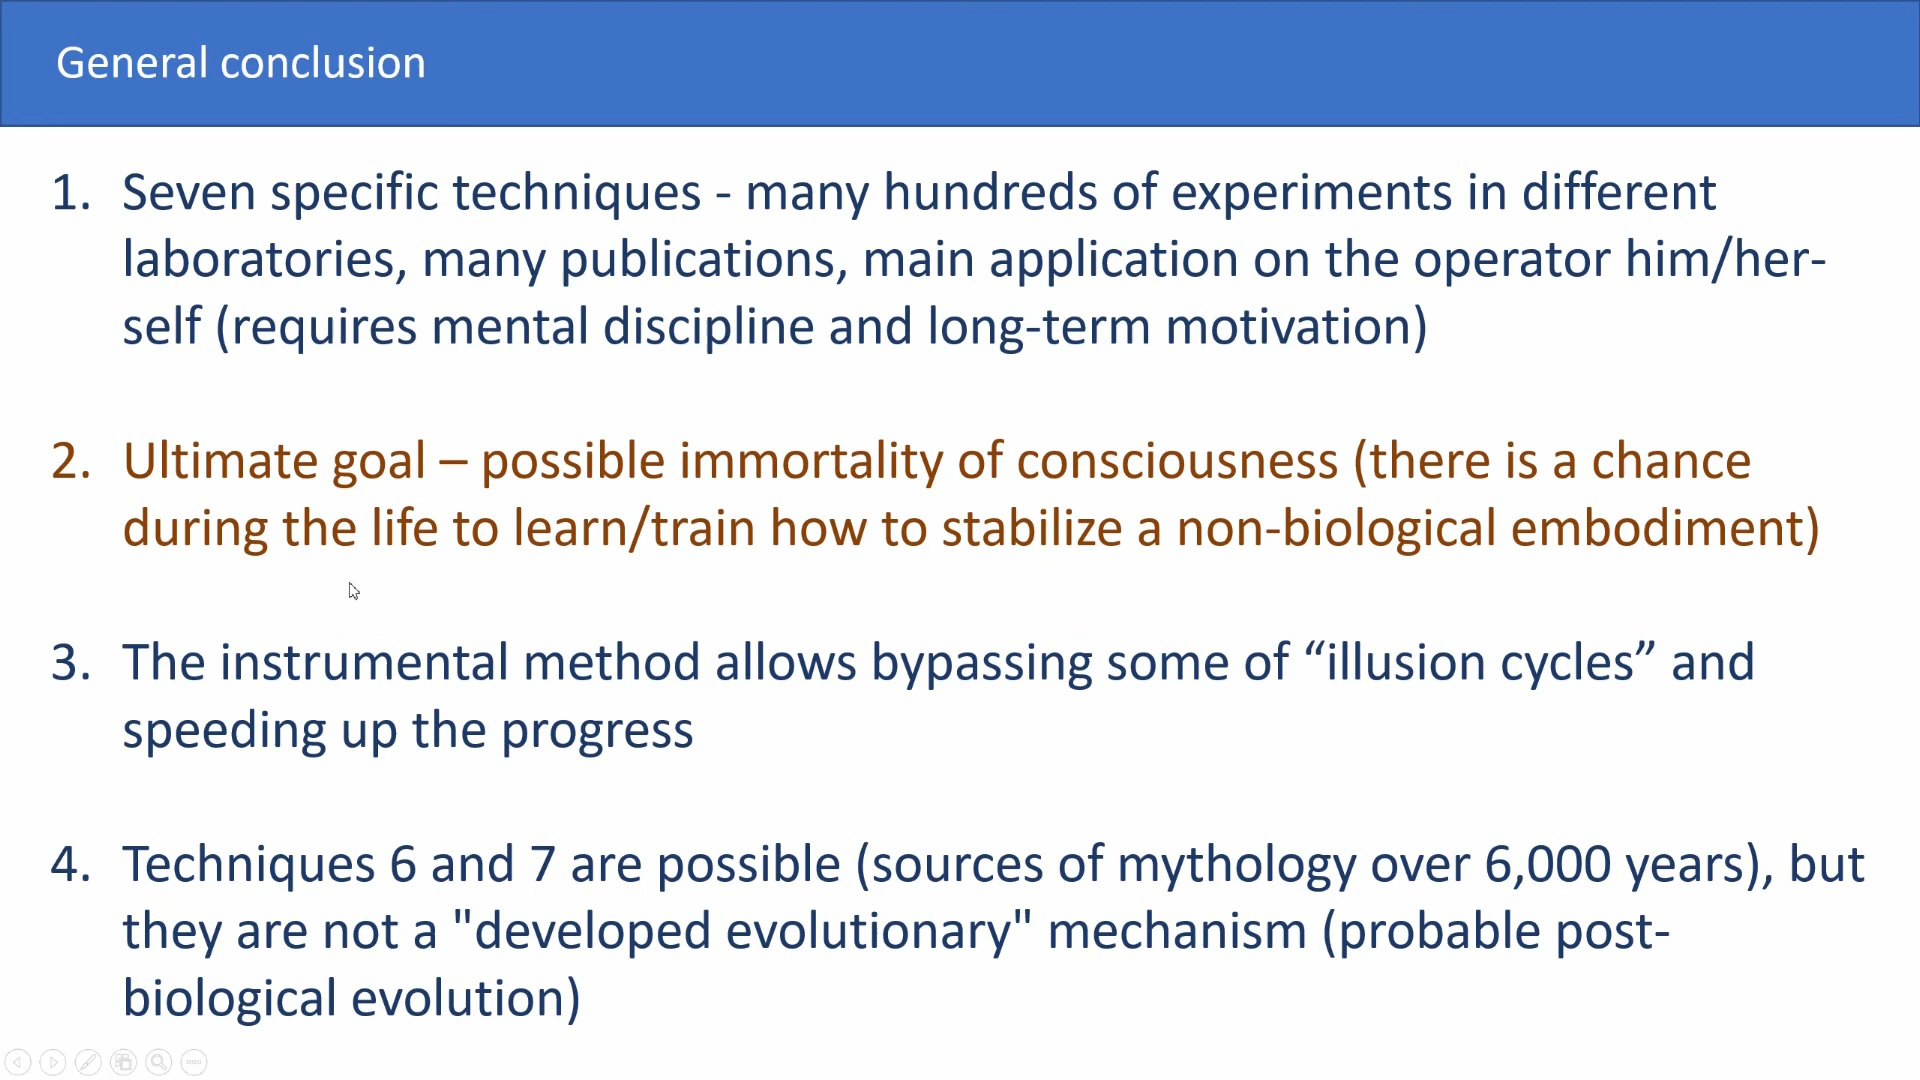 General conclusion
1. Seven specific techniques - many hundreds of experiments in different
laboratories, many publications, main application on the operator him/her-
self (requires mental discipline and long-term motivation)
2. Ultimate goal – possible immortality of consciousness (there is a chance
during the life to learn/train how to stabilize a non-biological embodiment)
3. The instrumental method allows bypassing some of “illusion cycles” and
speeding up the progress
4. Techniques 6 and 7 are possible (sources of mythology over 6,000 years), but
they are not a "developed evolutionary" mechanism (probable post-
biological evolution)